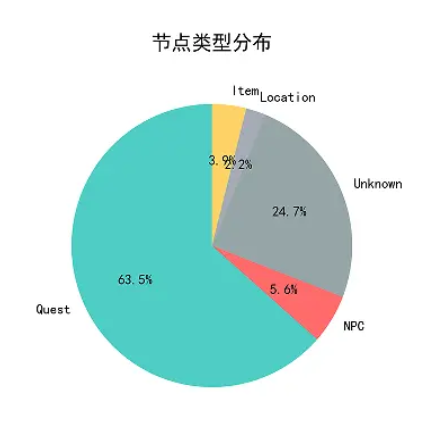 节点类型分布
Item
Location
3.9%
2.2%
Unknown
24.7%
63.5%
5.6%
Quest
NPC